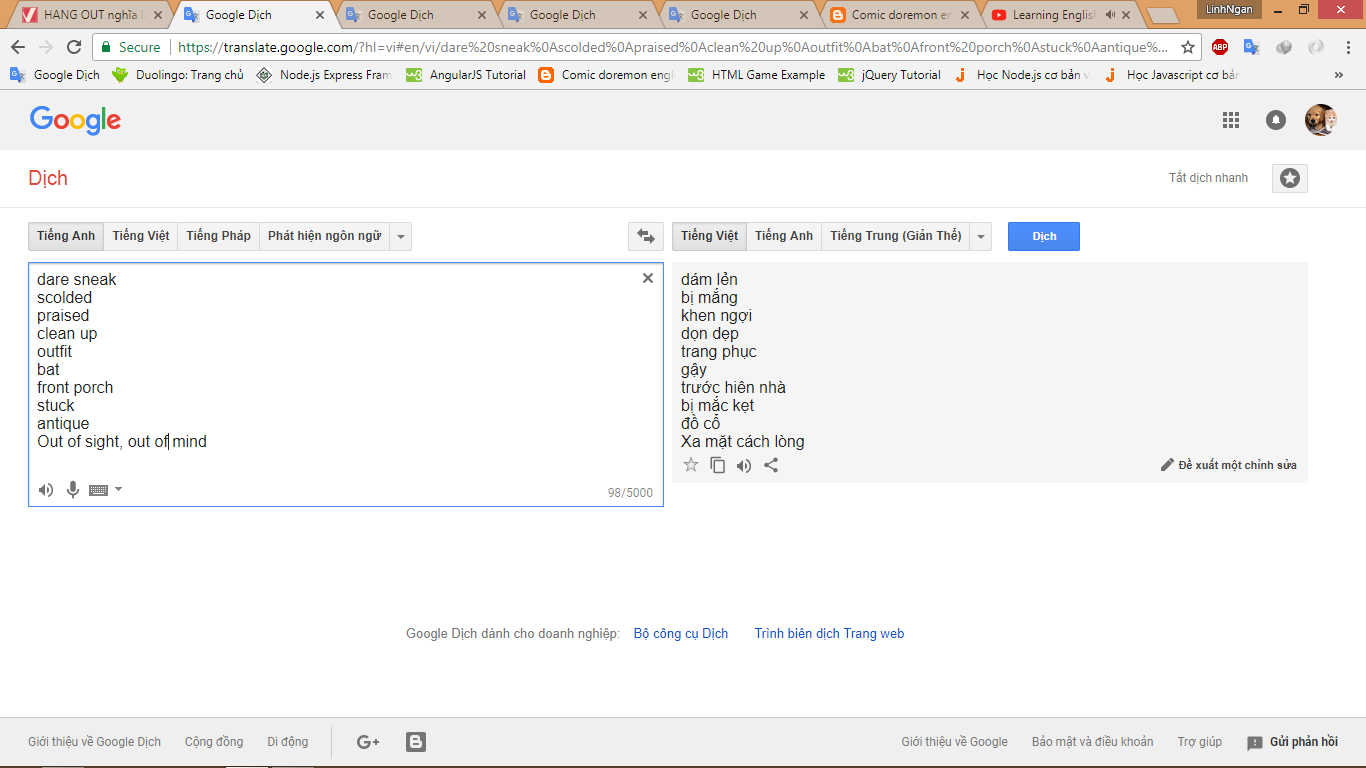 HANG OUT nghĩa
Google Dịch
Google Dịch
Google Dịch
Google Dịch
Comic doremon en
Learning English
LinhNgan
Secure
https://translate.google.com/?hl=vi#en/vi/dare%20sneak%0Ascolded%0Apraised%0Aclean%20up%0Aoutfit%0Abat%0Afront%20porch%0Astuck%0Aantique%...
ABP
Google Dịch
Duolingo: Trang chủ
Node.js Express Fram
AngularJS Tutorial
Comic doremon engl
HTML Game Example
jQuery Tutorial
Học Node.js cơ bản v
Học Javascript cơ bản
»
Google
Dịch
Tắt dịch nhanh
Tiếng Anh
Tiếng Việt
Tiếng Pháp
Phát hiện ngôn ngữ
Tiếng Việt
Tiếng Anh
Tiếng Trung (Giản Thể)
Dịch
dare sneak
scolded
praised
clean up
outfit
bat
front porch
stuck
antique
Out of sight, out of mind
98/5000
dám lẻn
bị mắng
khen ngợi
dọn dẹp
trang phục
gậy
trước hiên nhà
bị mắc kẹt
đồ cổ
Xa mặt cách lòng
Đề xuất một chỉnh sửa
Google Dịch dành cho doanh nghiệp:
Bộ công cụ Dịch
Trình biên dịch Trang web
Giới thiệu về Google Dịch
Cộng đồng
Di động
G+
Giới thiệu về Google
Bảo mật và điều khoản
Trợ giúp
Gửi phản hồi